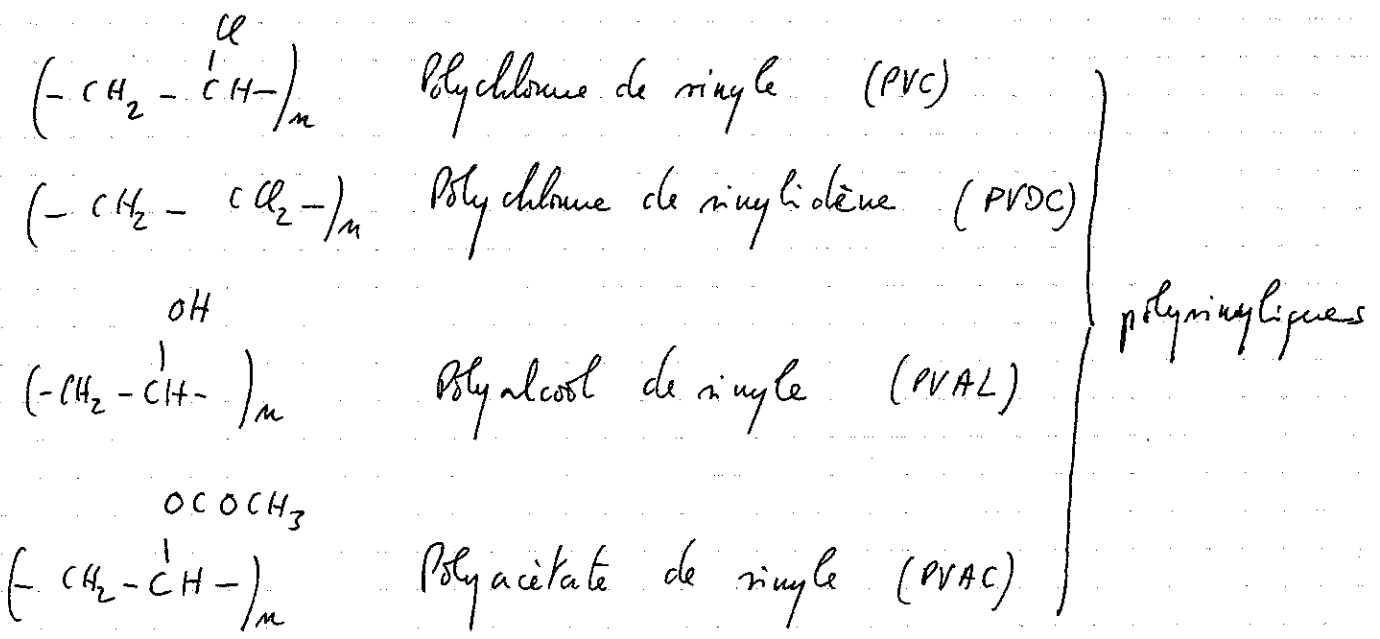 Cl
(- CH2 - CH -)n Polychlorure de vinyle (PVC)
(- CH2 - CCl2 -)n Polychlorure de vinylidène (PVDC)
OH
(- CH2 - CH - )n Polyalcool de vinyle (PVAL)
polyvinyliques
OCOCH3
(- CH2 - CH -)n Polyacétate de vinyle (PVAC)